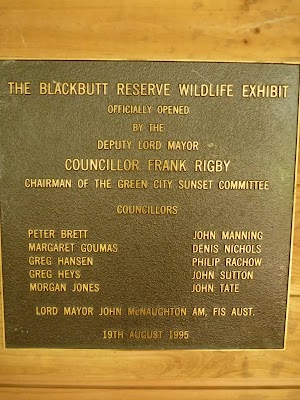 THE BLACKBUTT RESERVE WILDLIFE EXHIBIT
OFFICIALLY OPENED
BY THE
DEPUTY LORD MAYOR
COUNCILLOR FRANK RIGBY
CHAIRMAN OF THE GREEN CITY SUNSET COMMITTEE
COUNCILLORS
PETER BRETT JOHN MANNING
MARGARET GOUMAS DENIS NICHOLS
GREG HANSEN PHILIP RACHOW
GREG HEYS JOHN SUTTON
MORGAN JONES JOHN TATE
LORD MAYOR JOHN McNAUGHTON AM, FIS AUST.
19TH AUGUST 1995